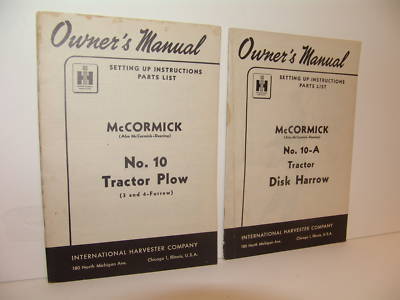 Owner's Manual
SETTING UP INSTRUCTIONS
PARTS LIST
McCORMICK
(Also McCormick-Deering)
No. 10
Tractor Plow
(3 and 4-Furrow)
INTERNATIONAL HARVESTER COMPANY
180 North Michigan Ave. Chicago 1, Illinois, U.S.A.
Owner's Manual
SETTING UP INSTRUCTIONS
PARTS LIST
McCORMICK
(Also McCormick-Deering)
No. 10-A
Tractor
Disk Harrow
INTERNATIONAL HARVESTER COMPANY
180 North Michigan Ave. Chicago 1, Illinois, U.S.A.